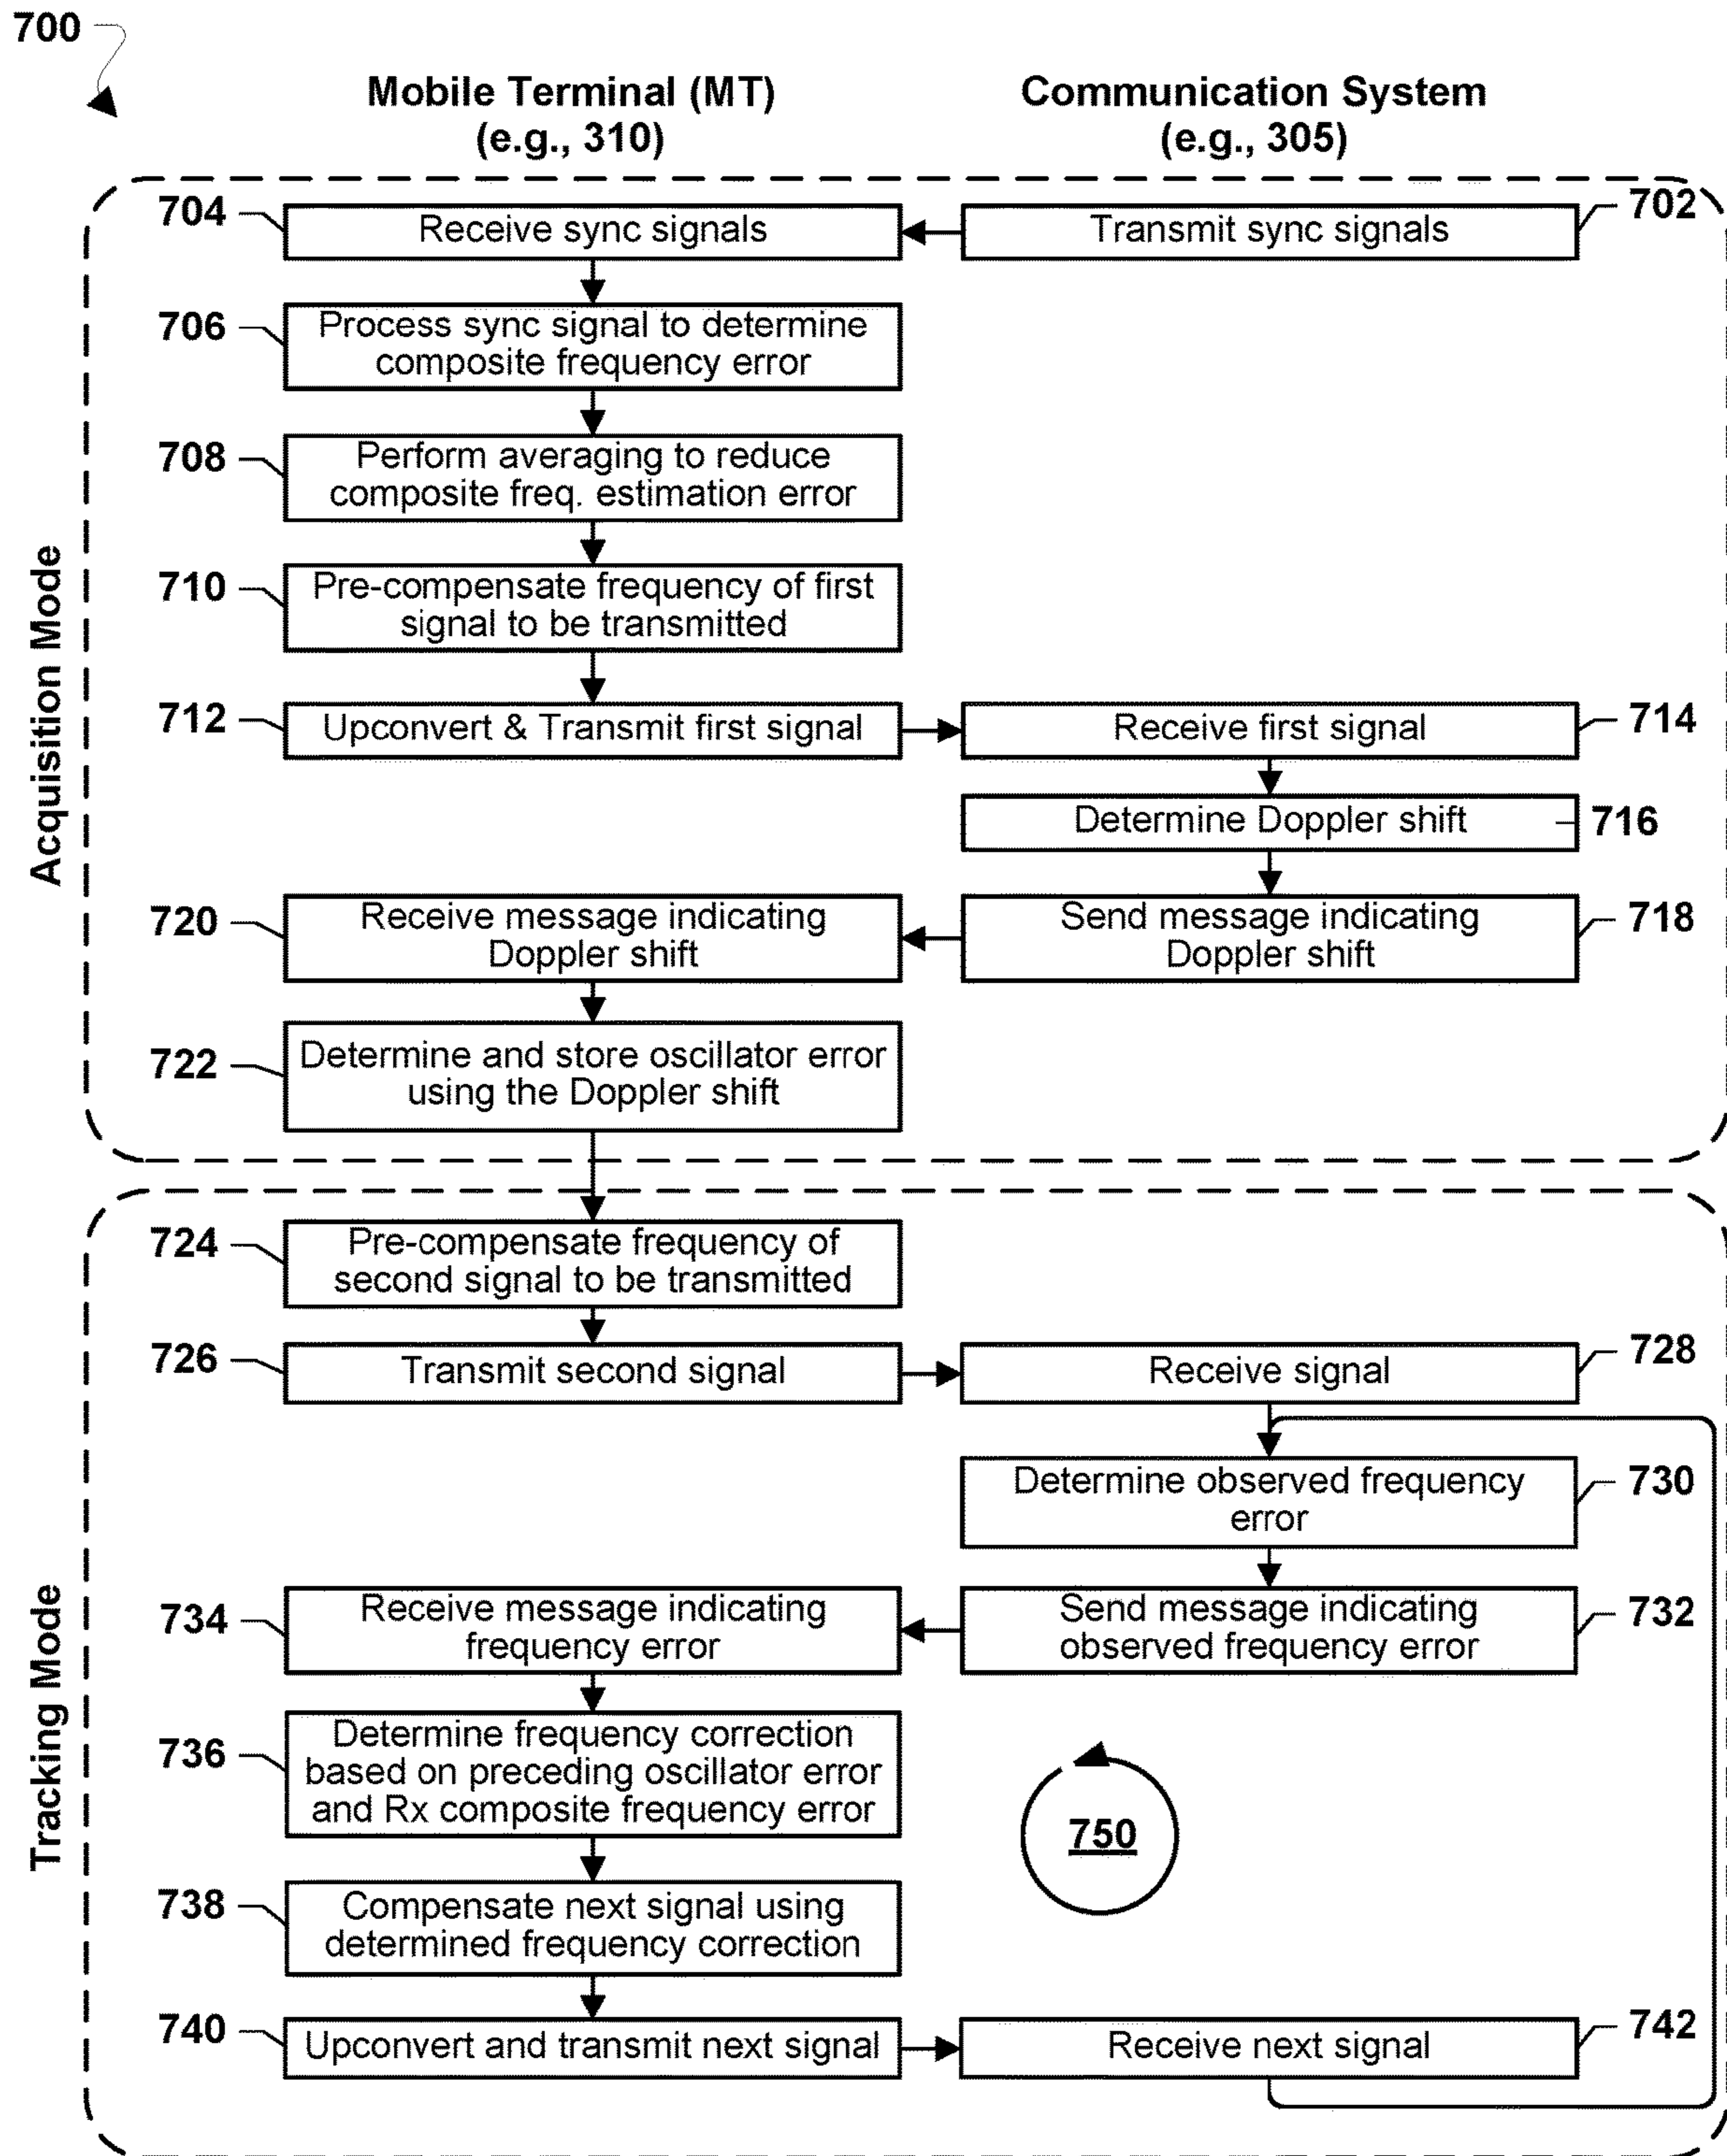 700
Mobile Terminal (MT)
(e.g., 310)
Communication System
(e.g., 305)
Acquisition Mode
704
Receive sync signals
Transmit sync signals
702
706
Process sync signal to determine
composite frequency error
708
Perform averaging to reduce
composite freq. estimation error
710
Pre-compensate frequency of first
signal to be transmitted
712
Upconvert & Transmit first signal
Receive first signal
714
Determine Doppler shift
716
720
Receive message indicating
Doppler shift
Send message indicating
Doppler shift
718
722
Determine and store oscillator error
using the Doppler shift
Tracking Mode
724
Pre-compensate frequency of
second signal to be transmitted
726
Transmit second signal
Receive signal
728
Determine observed frequency
error
730
734
Receive message indicating
frequency error
Send message indicating
observed frequency error
732
736
Determine frequency correction
based on preceding oscillator error
and Rx composite frequency error
750
738
Compensate next signal using
determined frequency correction
740
Upconvert and transmit next signal
Receive next signal
742